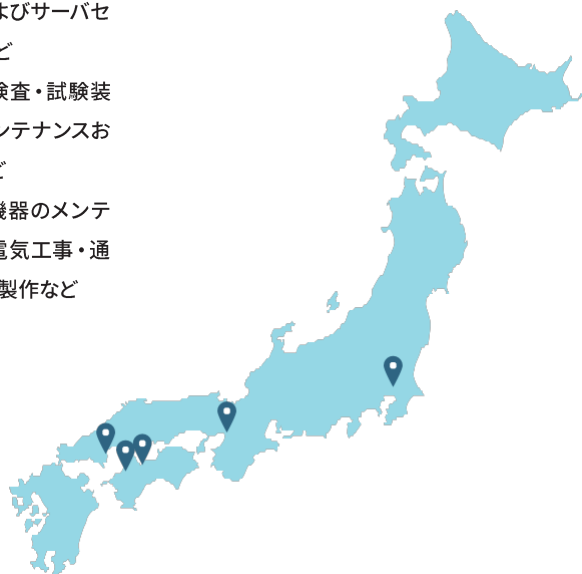 よびサーバセ
ど
検査・試験装
ンテナンスお
ど
機器のメンテ
電気工事・通
製作など